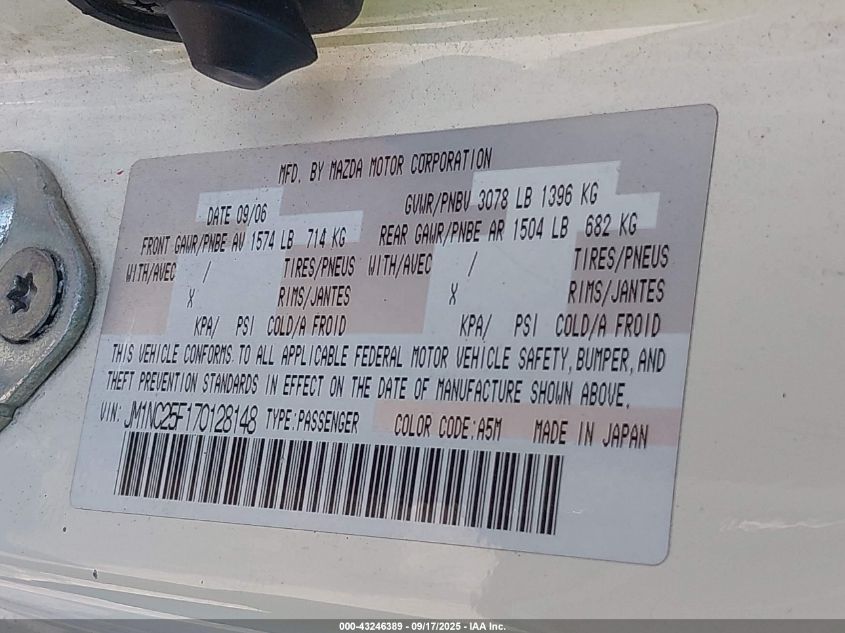 MFD. BY MAZDA MOTOR CORPORATION
DATE 09/06 GVWR/PNBV 3078 LB 1396 KG
FRONT GAWR/PNBE AV 1574 LB 714 KG REAR GAWR/PNBE AR 1504 LB 682 KG
WITH/AVEC / TIRES/PNEUS WITH/AVEC / TIRES/PNEUS
X RIMS/JANTES X RIMS/JANTES
KPA/ PSI COLD/A FROID KPA/ PSI COLD/A FROID
THIS VEHICLE CONFORMS TO ALL APPLICABLE FEDERAL MOTOR VEHICLE SAFETY, BUMPER, AND
THEFT PREVENTION STANDARDS IN EFFECT ON THE DATE OF MANUFACTURE SHOWN ABOVE.
VIN: JM1NC25F170128148 TYPE:PASSENGER COLOR CODE:A5M MADE IN JAPAN
000-43246389 - 09/17/2025 - IAA Inc.